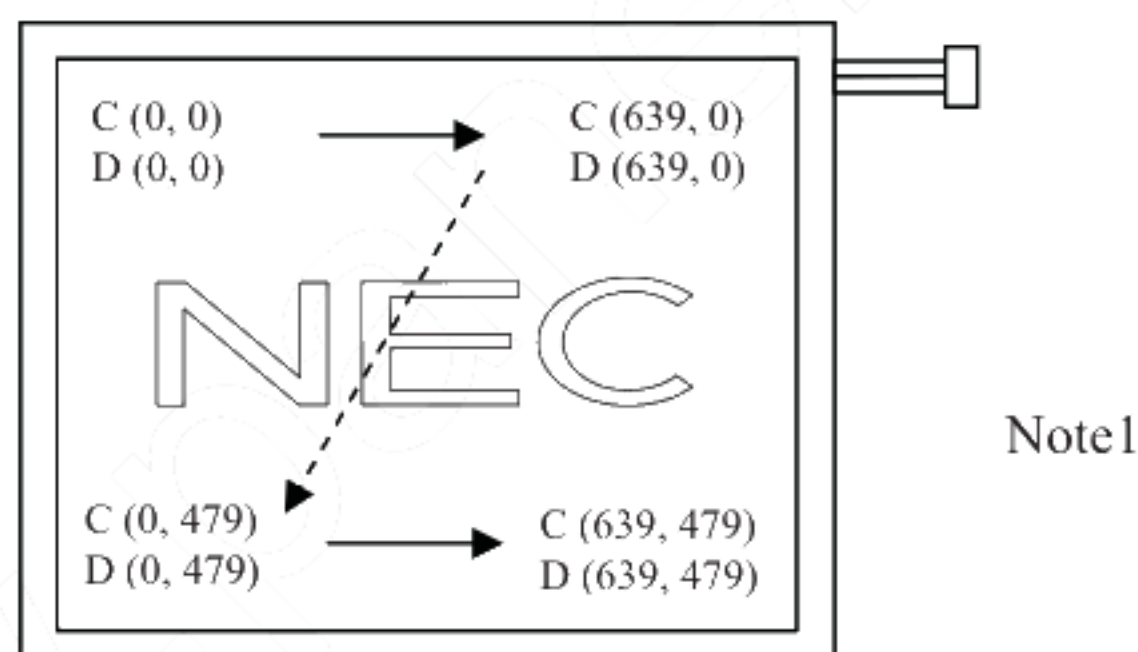 C (0, 0) C (639, 0)
D (0, 0) D (639, 0)
NEC
Note1
C (0, 479) C (639, 479)
D (0, 479) D (639, 479)